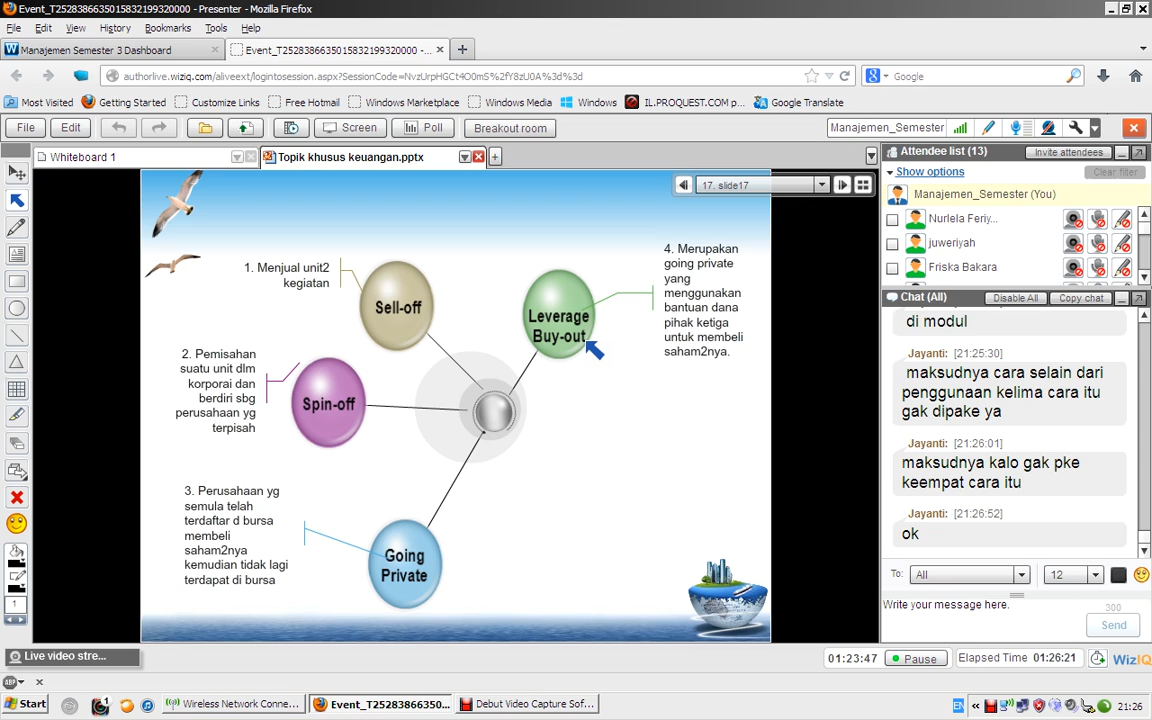 Event_T2528386635015832199320000 - Presenter - Mozilla Firefox
File Edit View History Bookmarks Tools Help
Manajemen Semester 3 Dashboard
Event_T2528386635015832199320000 - ...
authorlive.wiziq.com/aliveext/logintosession.aspx?SessionCode=NvzUrpHGCt4O0mS%2fY8zU0A%3d%3d
Google
Most Visited Getting Started Customize Links Free Hotmail Windows Marketplace Windows Media Windows IL.PROQUEST.COM p... Google Translate
File Edit Screen Poll Breakout room
Manajemen_Semester
Whiteboard 1
Topik khusus keuangan.pptx
17. slide17
1. Menjual unit2
kegiatan
Sell-off
2. Pemisahan
suatu unit dlm
korporai dan
berdiri sbg
perusahaan yg
terpisah
Spin-off
3. Perusahaan yg
semula telah
terdaftar d bursa
membeli
saham2nya
kemudian tidak lagi
terdapat di bursa
Going
Private
4. Merupakan
going private
yang
menggunakan
bantuan dana
pihak ketiga
untuk membeli
saham2nya.
Leverage
Buy-out
Attendee list (13)
Invite attendees
Show options
Clear filter
Manajemen_Semester (You)
Nurlela Feriy...
juweriyah
Friska Bakara
Chat (All)
Disable All
Copy chat
di modul
Jayanti: [21:25:30]
maksudnya cara selain dari
penggunaan kelima cara itu
gak dipake ya
Jayanti: [21:26:01]
maksudnya kalo gak pke
keempat cara itu
Jayanti: [21:26:52]
ok
To: All 12
Write your message here.
300
Send
1
Live video stre...
01:23:47 Pause Elapsed Time 01:26:21 WizIQ
ABP
Start
Wireless Network Conne...
Event_T25283866350...
Debut Video Capture Sof...
EN
21:26